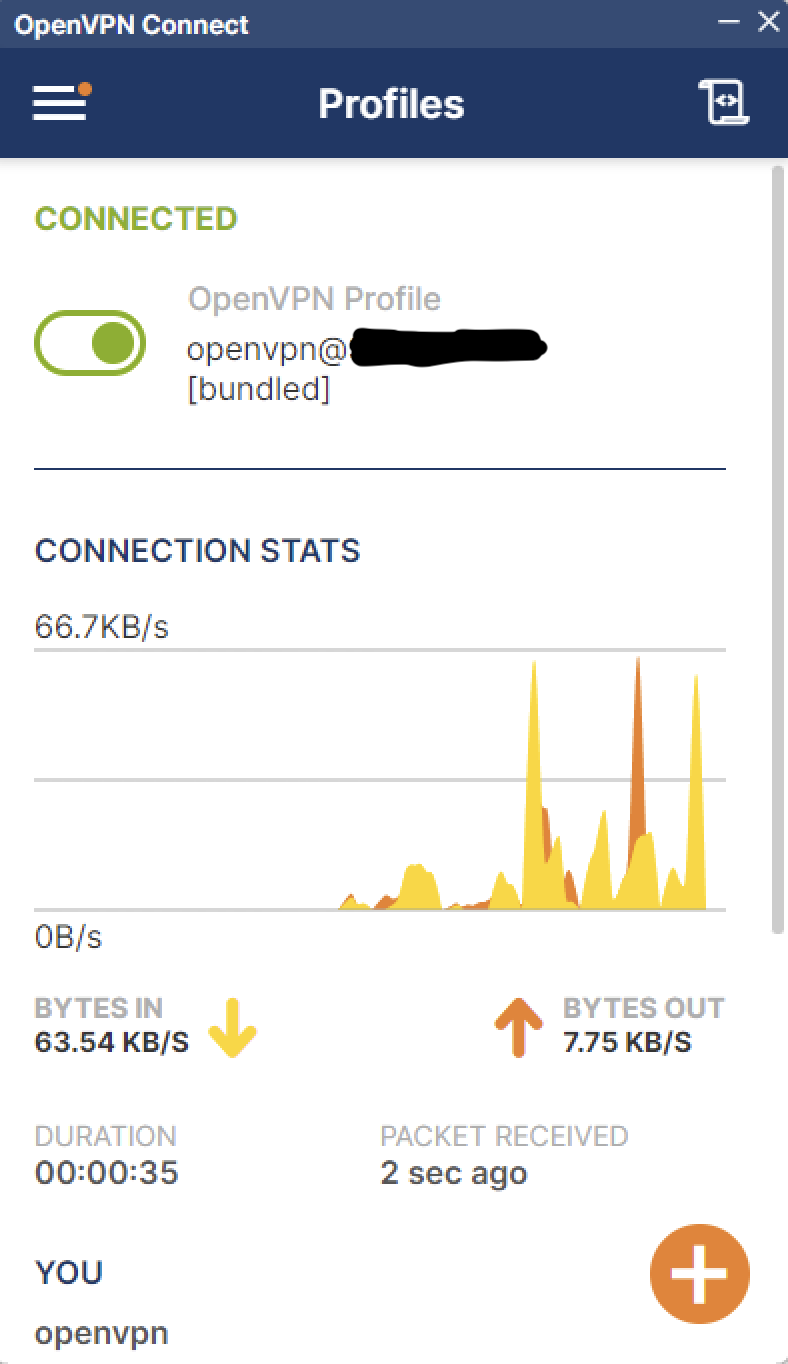 OpenVPN Connect
Profiles
CONNECTED
OpenVPN Profile
openvpn@
[bundled]
CONNECTION STATS
66.7KB/s
0B/s
BYTES IN
63.54 KB/S
BYTES OUT
7.75 KB/S
DURATION
00:00:35
PACKET RECEIVED
2 sec ago
YOU
openvpn